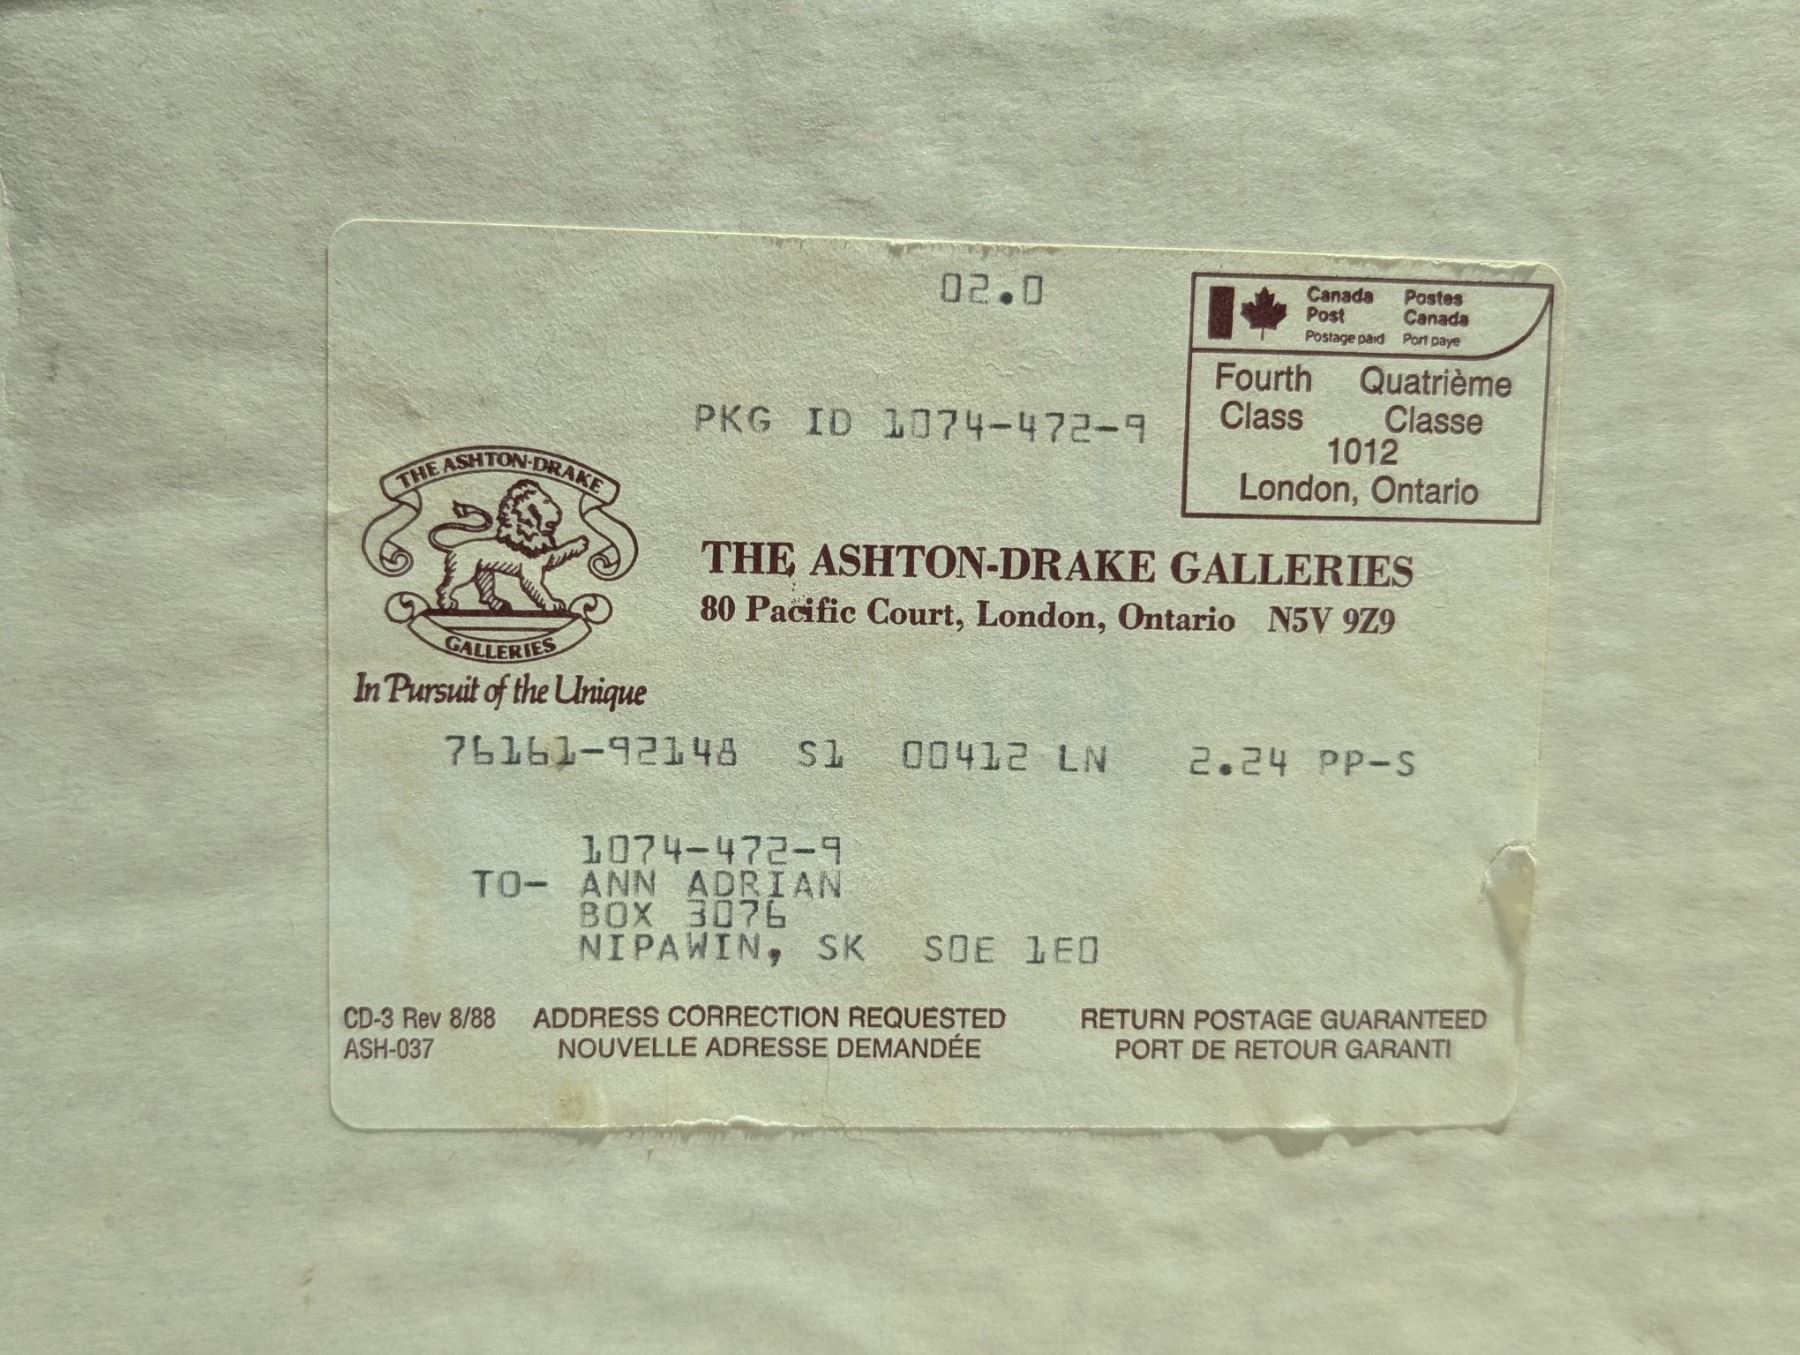 02.0
Canada Postes
Post Canada
Postage paid Port paye
Fourth Quatrième
Class Classe
1012
London, Ontario
PKG ID 1074-472-9
THE ASHTON-DRAKE
GALLERIES
In Pursuit of the Unique
THE ASHTON-DRAKE GALLERIES
80 Pacific Court, London, Ontario N5V 9Z9
76161-92148 S1 00412 LN 2.24 PP-S
1074-472-9
TO- ANN ADRIAN
BOX 3076
NIPAWIN, SK S0E 1E0
CD-3 Rev 8/88 ADDRESS CORRECTION REQUESTED RETURN POSTAGE GUARANTEED
ASH-037 NOUVELLE ADRESSE DEMANDÉE PORT DE RETOUR GARANTI